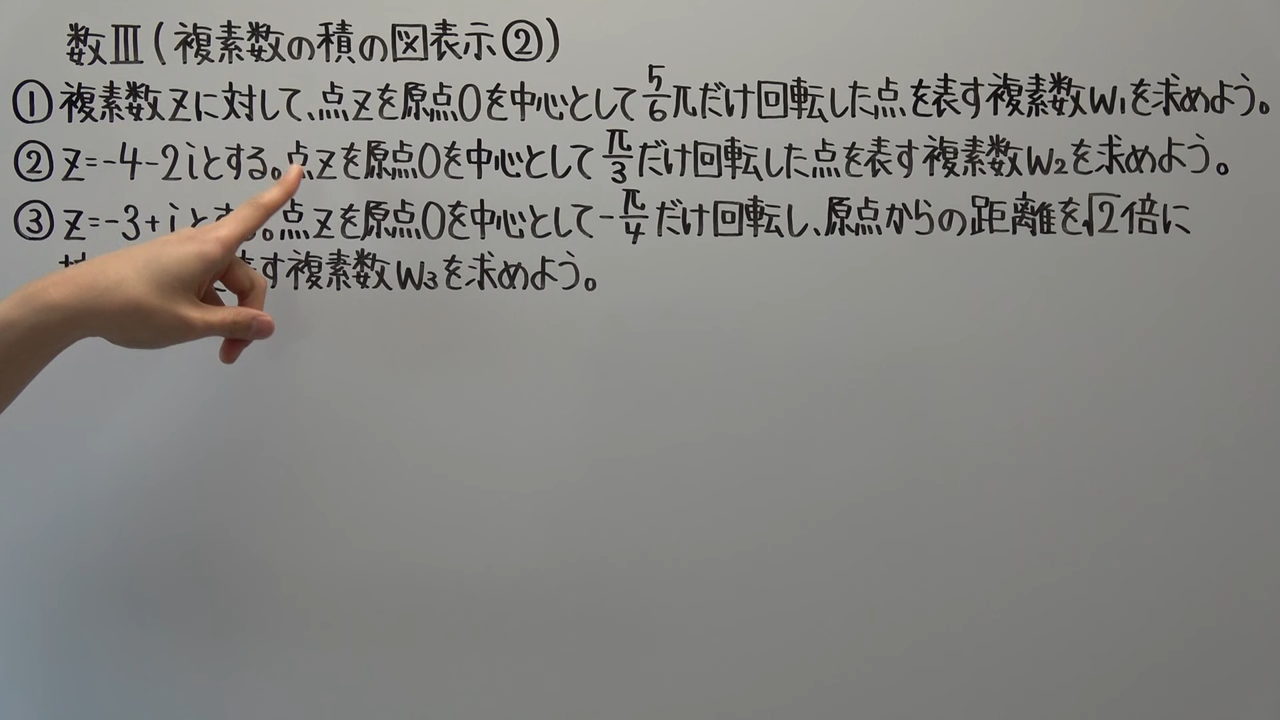 数Ⅲ(複素数の積の図表示②)
①複素数zに対して、点zを原点Oを中心として5/6πだけ回転した点を表す複素数w₁を求めよう。
②z=-4-2iとする。点zを原点Oを中心としてπ/3だけ回転した点を表す複素数w₂を求めよう。
③z=-3+iとする。点zを原点Oを中心として-π/4だけ回転し、原点からの距離を√2倍に
表す複素数w₃を求めよう。